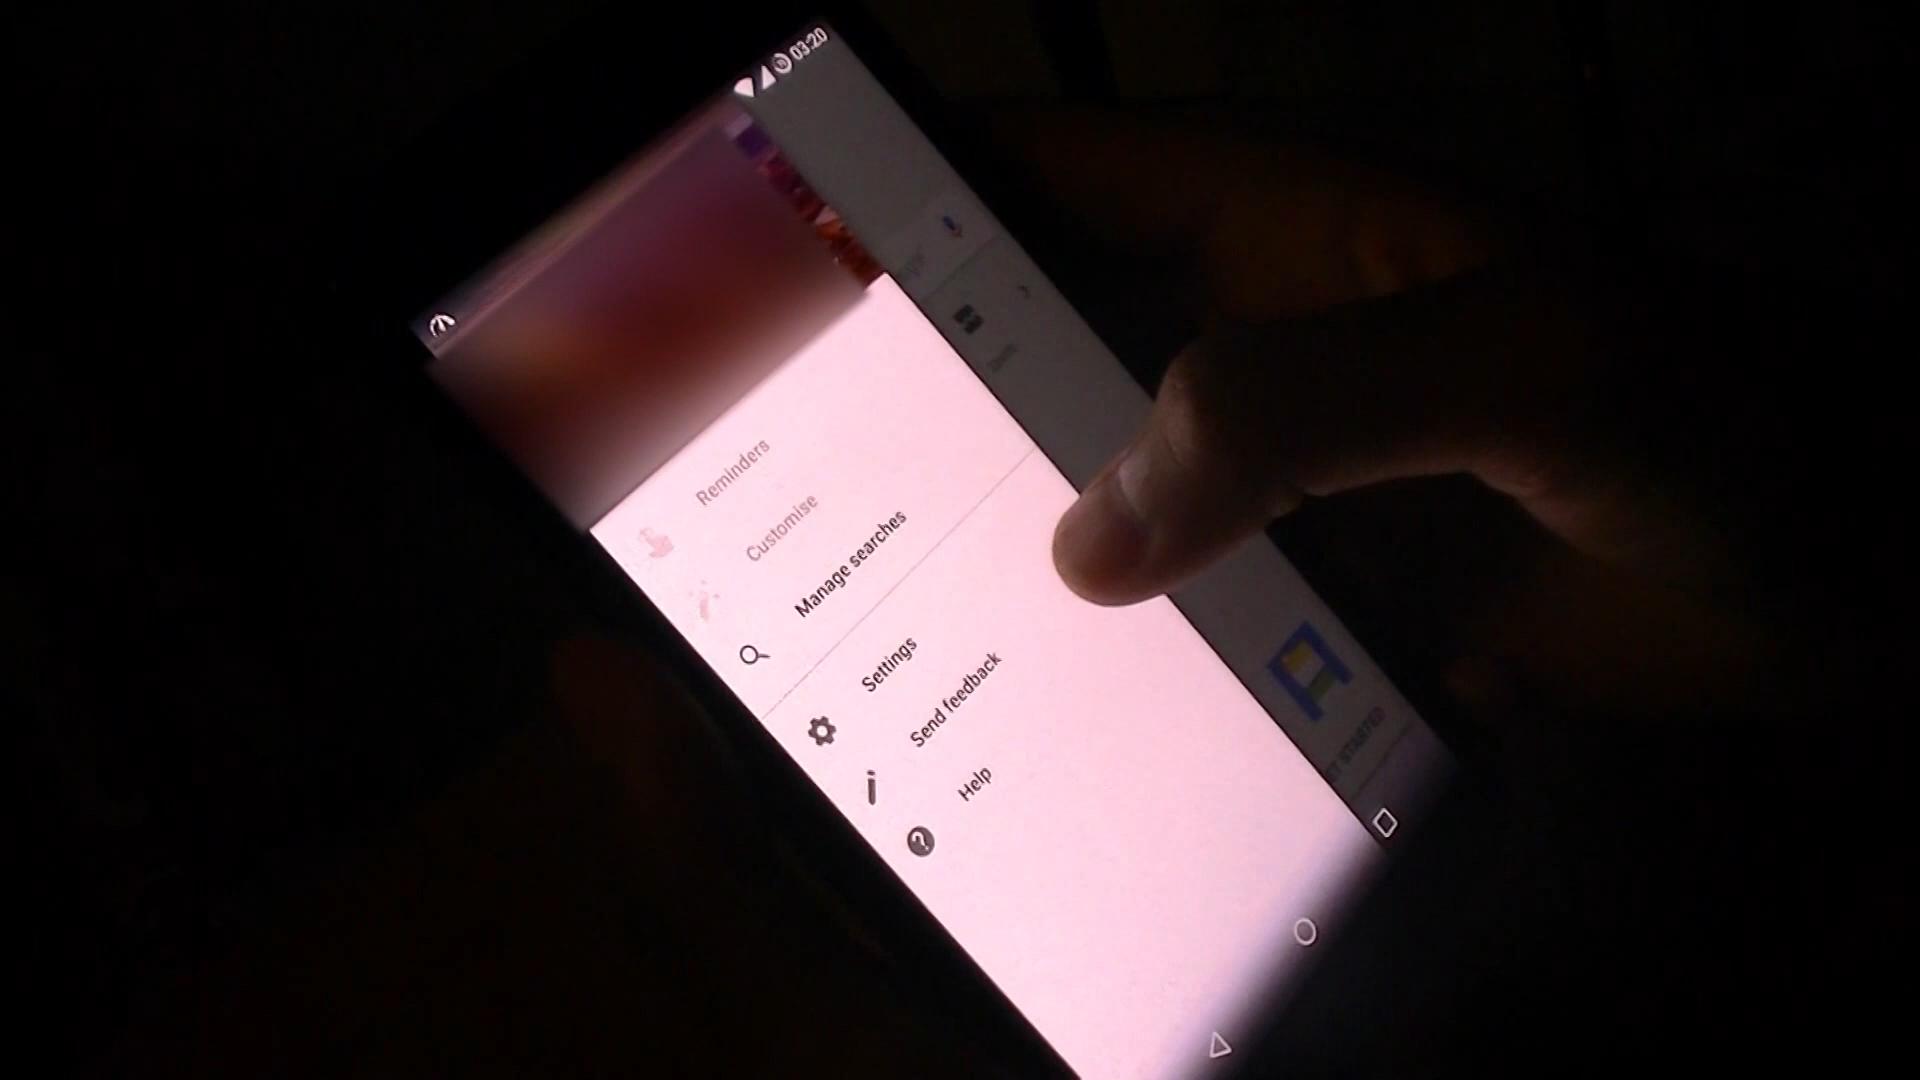 03:20
Reminders
Customise
Manage searches
Settings
Send feedback
Help